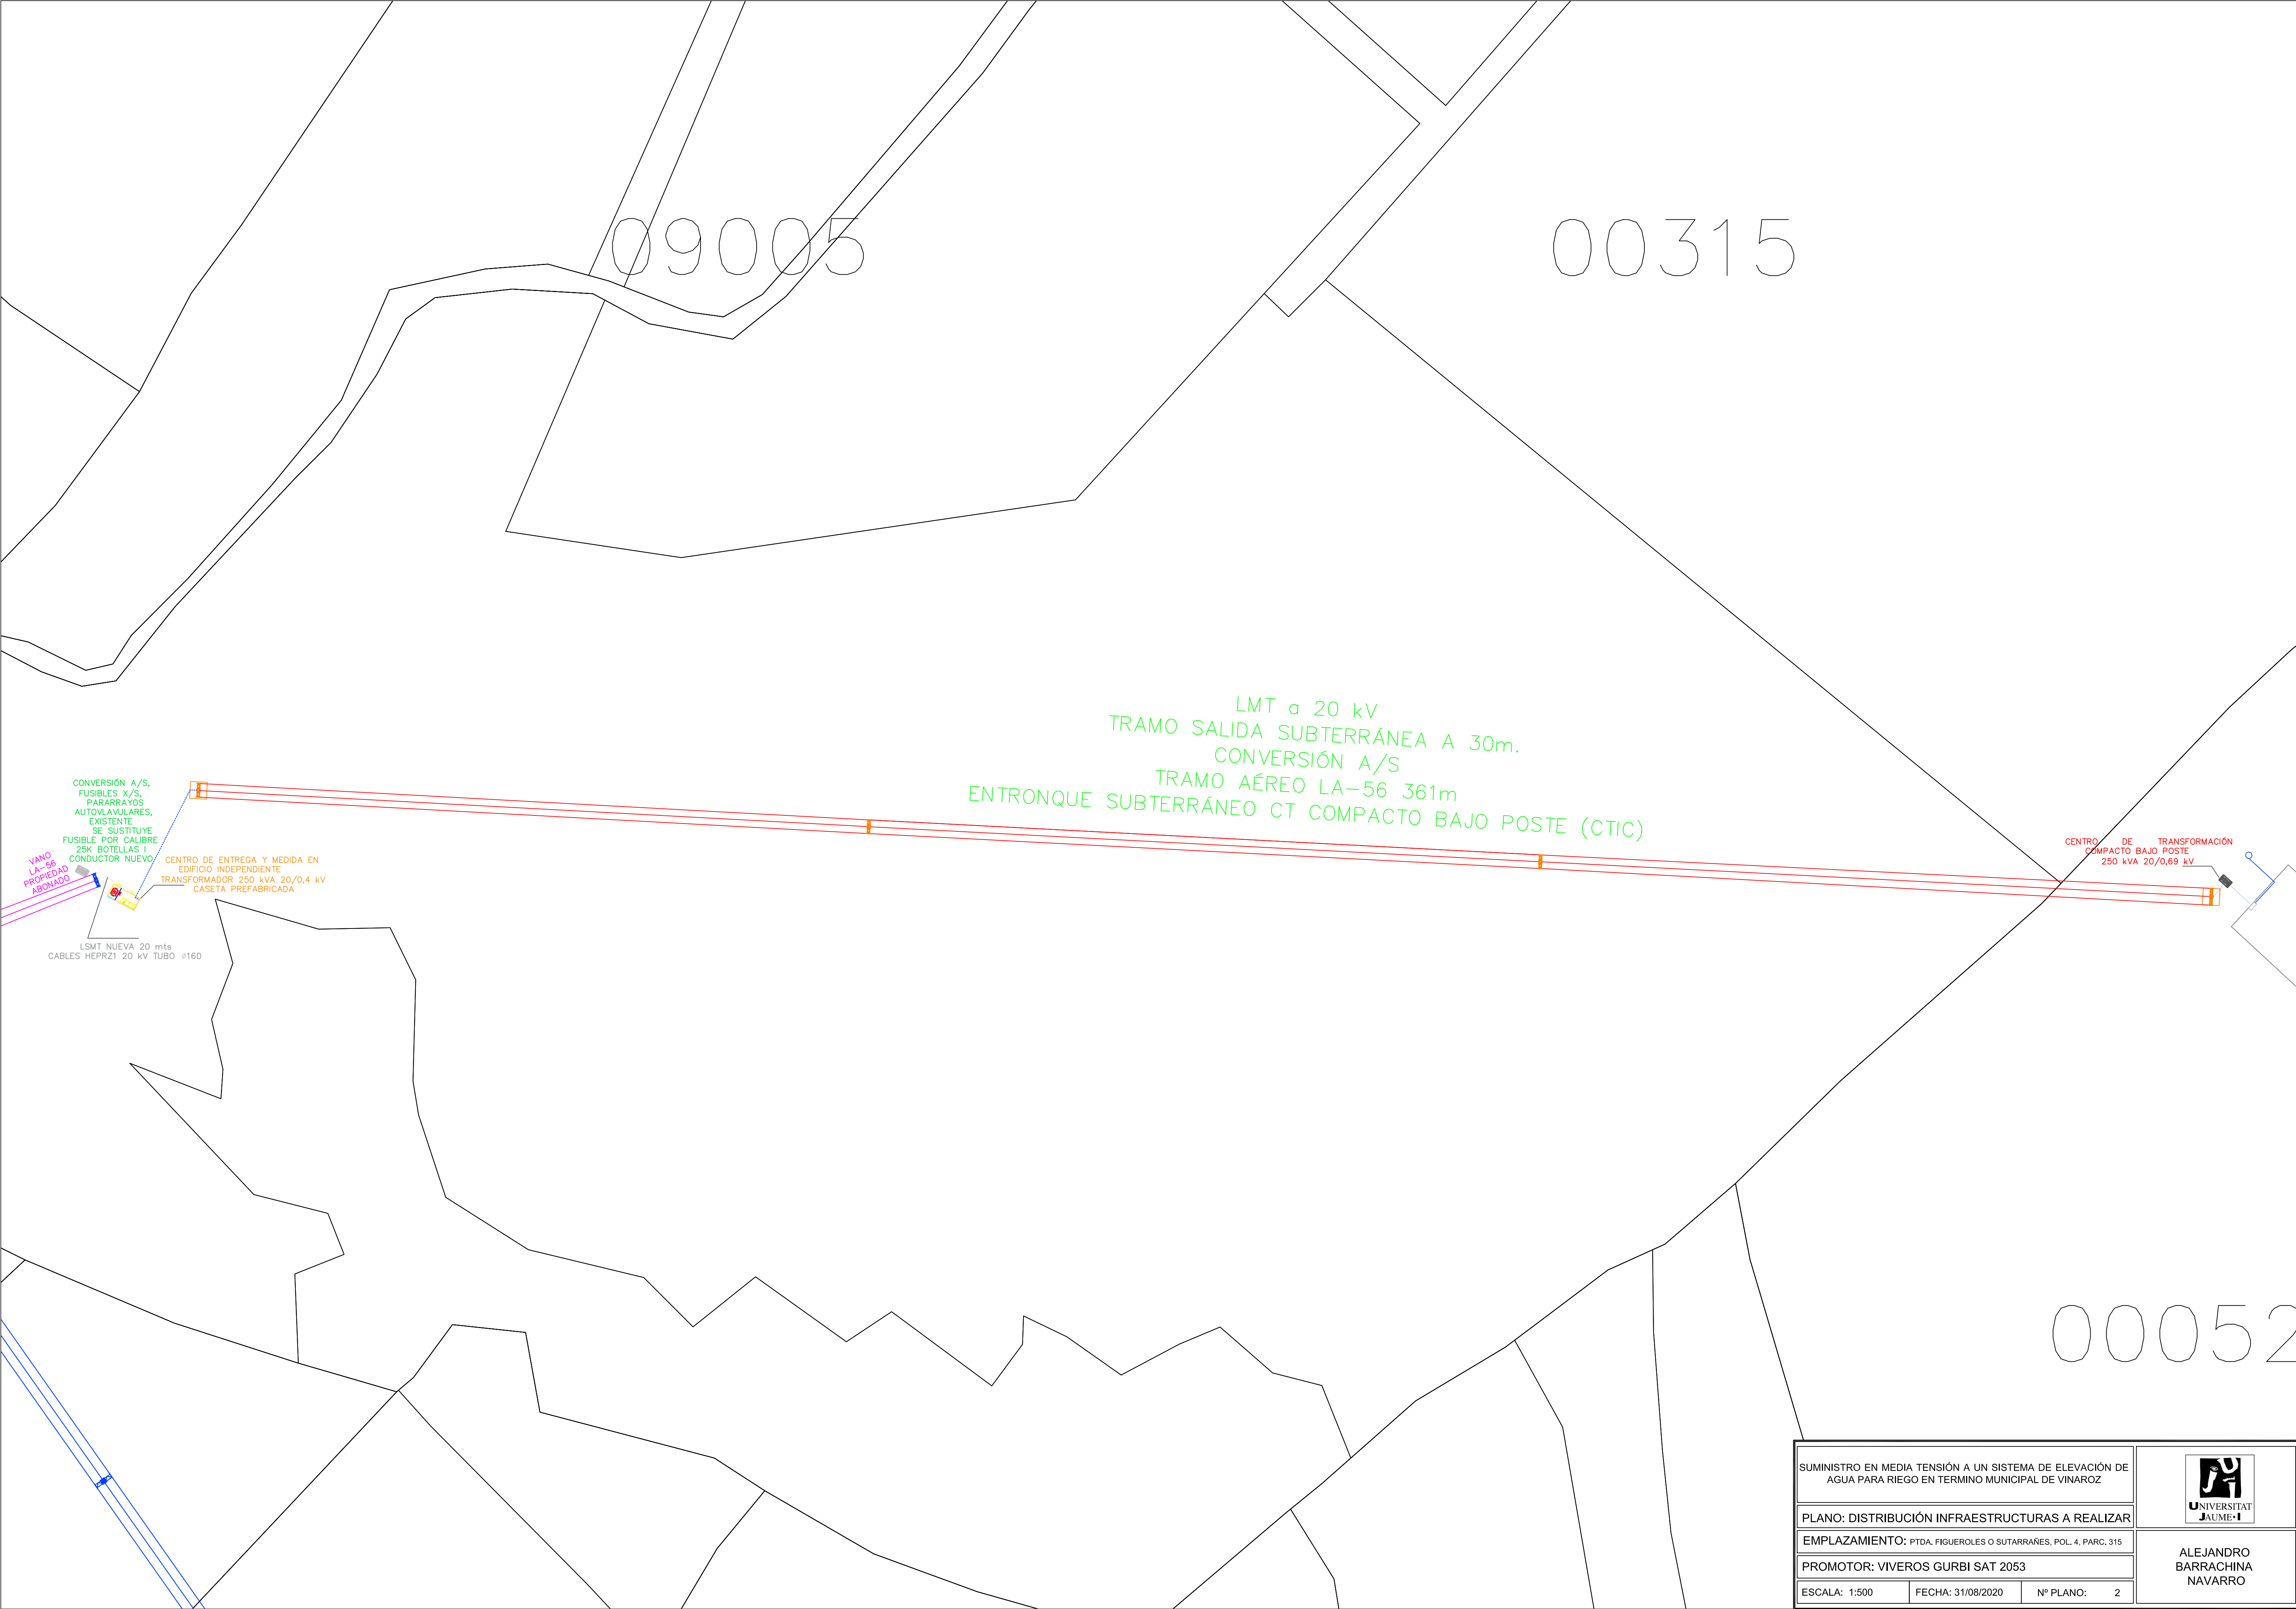 09005
00315
LMT a 20 kV
TRAMO SALIDA SUBTERRÁNEA A 30m.
CONVERSIÓN A/S
TRAMO AÉREO LA-56 361m
ENTRONQUE SUBTERRÁNEO CT COMPACTO BAJO POSTE (CTIC)
CONVERSIÓN A/S,
FUSIBLES X/S,
PARARRAYOS
AUTOVLAVULARES,
EXISTENTE
SE SUSTITUYE
FUSIBLE POR CALIBRE
25K BOTELLAS I
CONDUCTOR NUEVO
VANO
LA-56
PROPIEDAD
ABONADO
CENTRO DE ENTREGA Y MEDIDA EN
EDIFICIO INDEPENDIENTE
TRANSFORMADOR 250 kVA 20/0,4 kV
CASETA PREFABRICADA
LSMT NUEVA 20 mts
CABLES HEPRZ1 20 kV TUBO ø160
CENTRO DE TRANSFORMACIÓN
COMPACTO BAJO POSTE
250 kVA 20/0,69 kV
00052
SUMINISTRO EN MEDIA TENSIÓN A UN SISTEMA DE ELEVACIÓN DE
AGUA PARA RIEGO EN TERMINO MUNICIPAL DE VINAROZ
PLANO: DISTRIBUCIÓN INFRAESTRUCTURAS A REALIZAR
EMPLAZAMIENTO: PTDA. FIGUEROLES O SUTARRAÑES, POL. 4, PARC. 315
PROMOTOR: VIVEROS GURBI SAT 2053
ESCALA: 1:500 FECHA: 31/08/2020 Nº PLANO: 2
UNIVERSITAT
JAUME•I
ALEJANDRO
BARRACHINA
NAVARRO